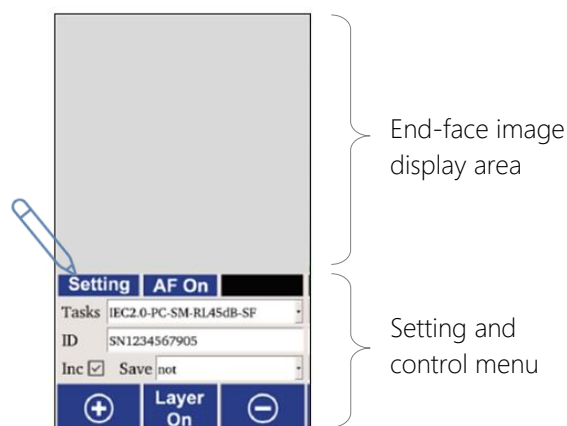 End-face image
display area
Setting AF On
Tasks IEC2.0-PC-SM-RL45dB-SF
ID SN1234567905
Inc Save not
Layer
On
Setting and
control menu